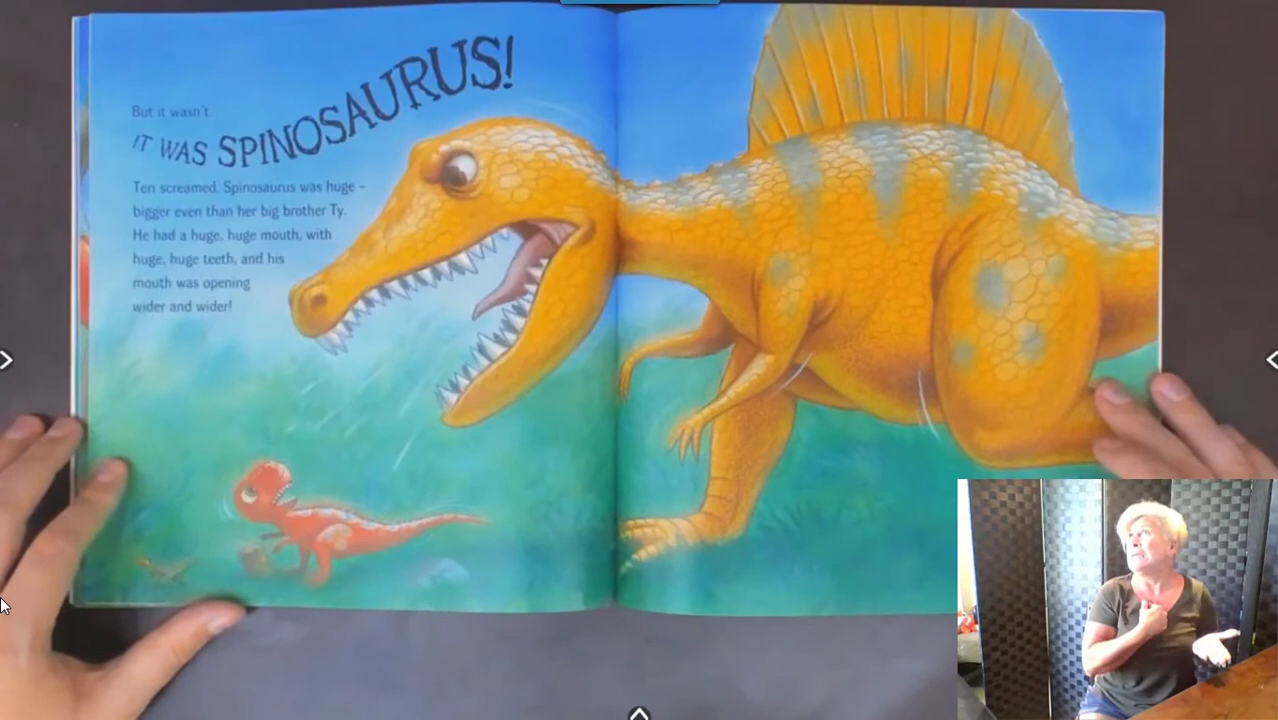 But it wasn't.
IT WAS SPINOSAURUS!
Ten screamed. Spinosaurus was huge –
bigger even than her big brother Ty.
He had a huge, huge mouth, with
huge, huge teeth, and his
mouth was opening
wider and wider!